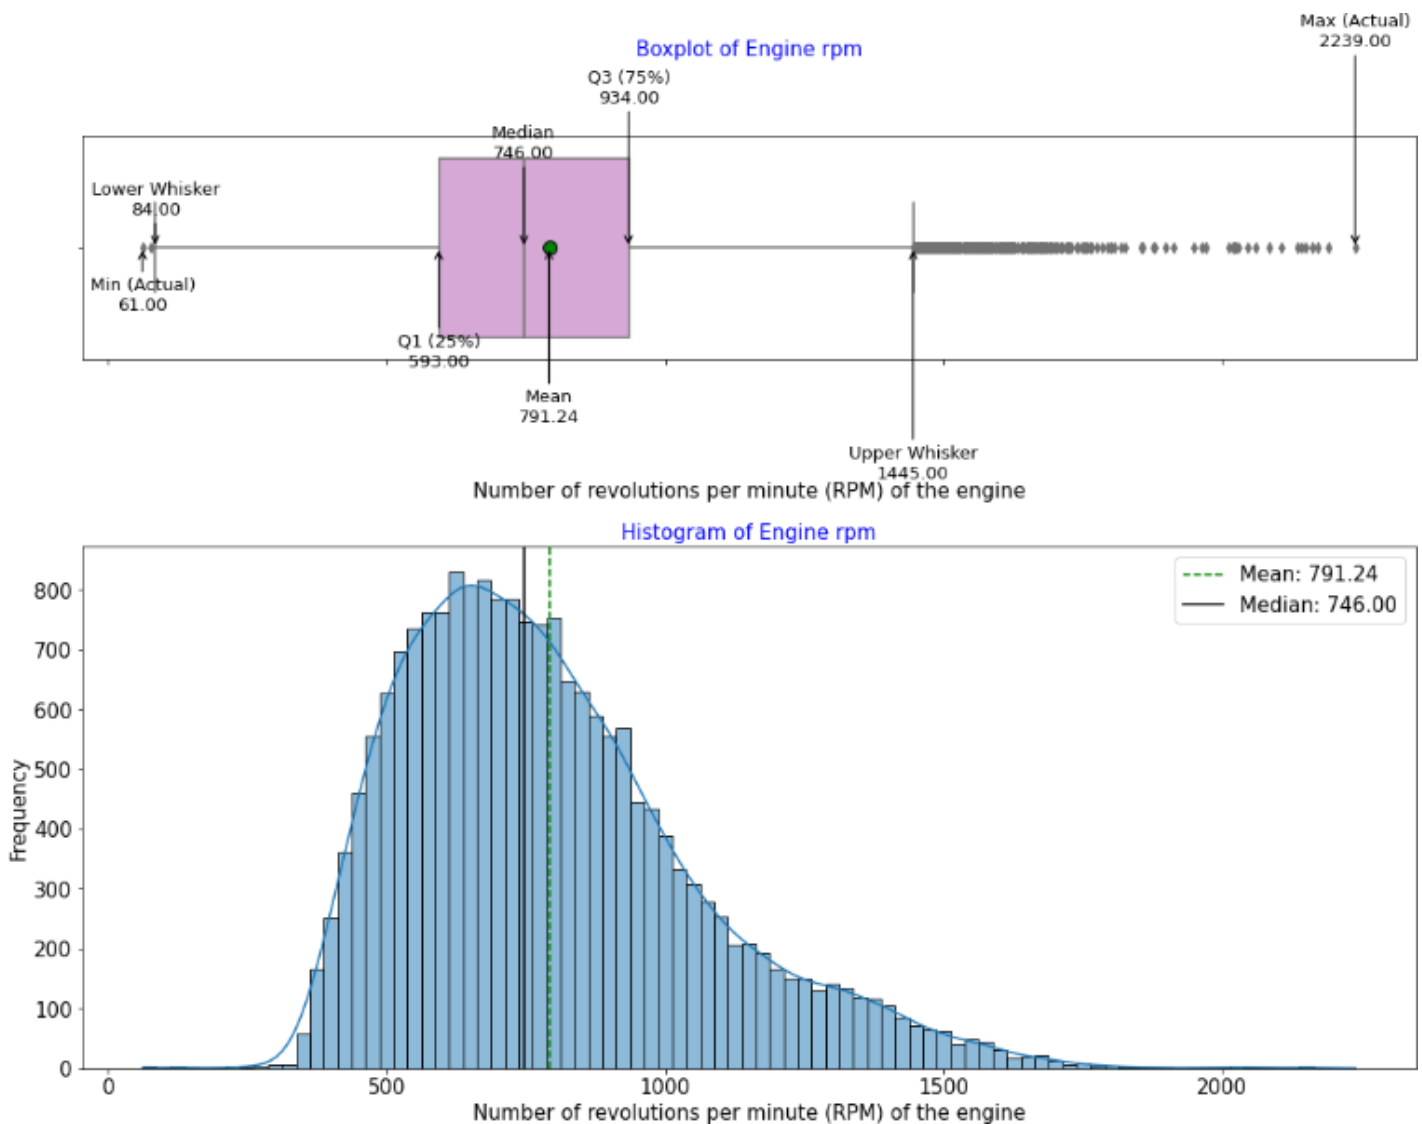 Max (Actual)
2239.00
Boxplot of Engine rpm
Q3 (75%)
934.00
Median
746.00
Lower Whisker
84.00
Min (Actual)
61.00
Q1 (25%)
593.00
Mean
791.24
Upper Whisker
1445.00
Number of revolutions per minute (RPM) of the engine
Histogram of Engine rpm
Mean: 791.24
Median: 746.00
Frequency
800
700
600
500
400
300
200
100
0
0 500 1000 1500 2000
Number of revolutions per minute (RPM) of the engine